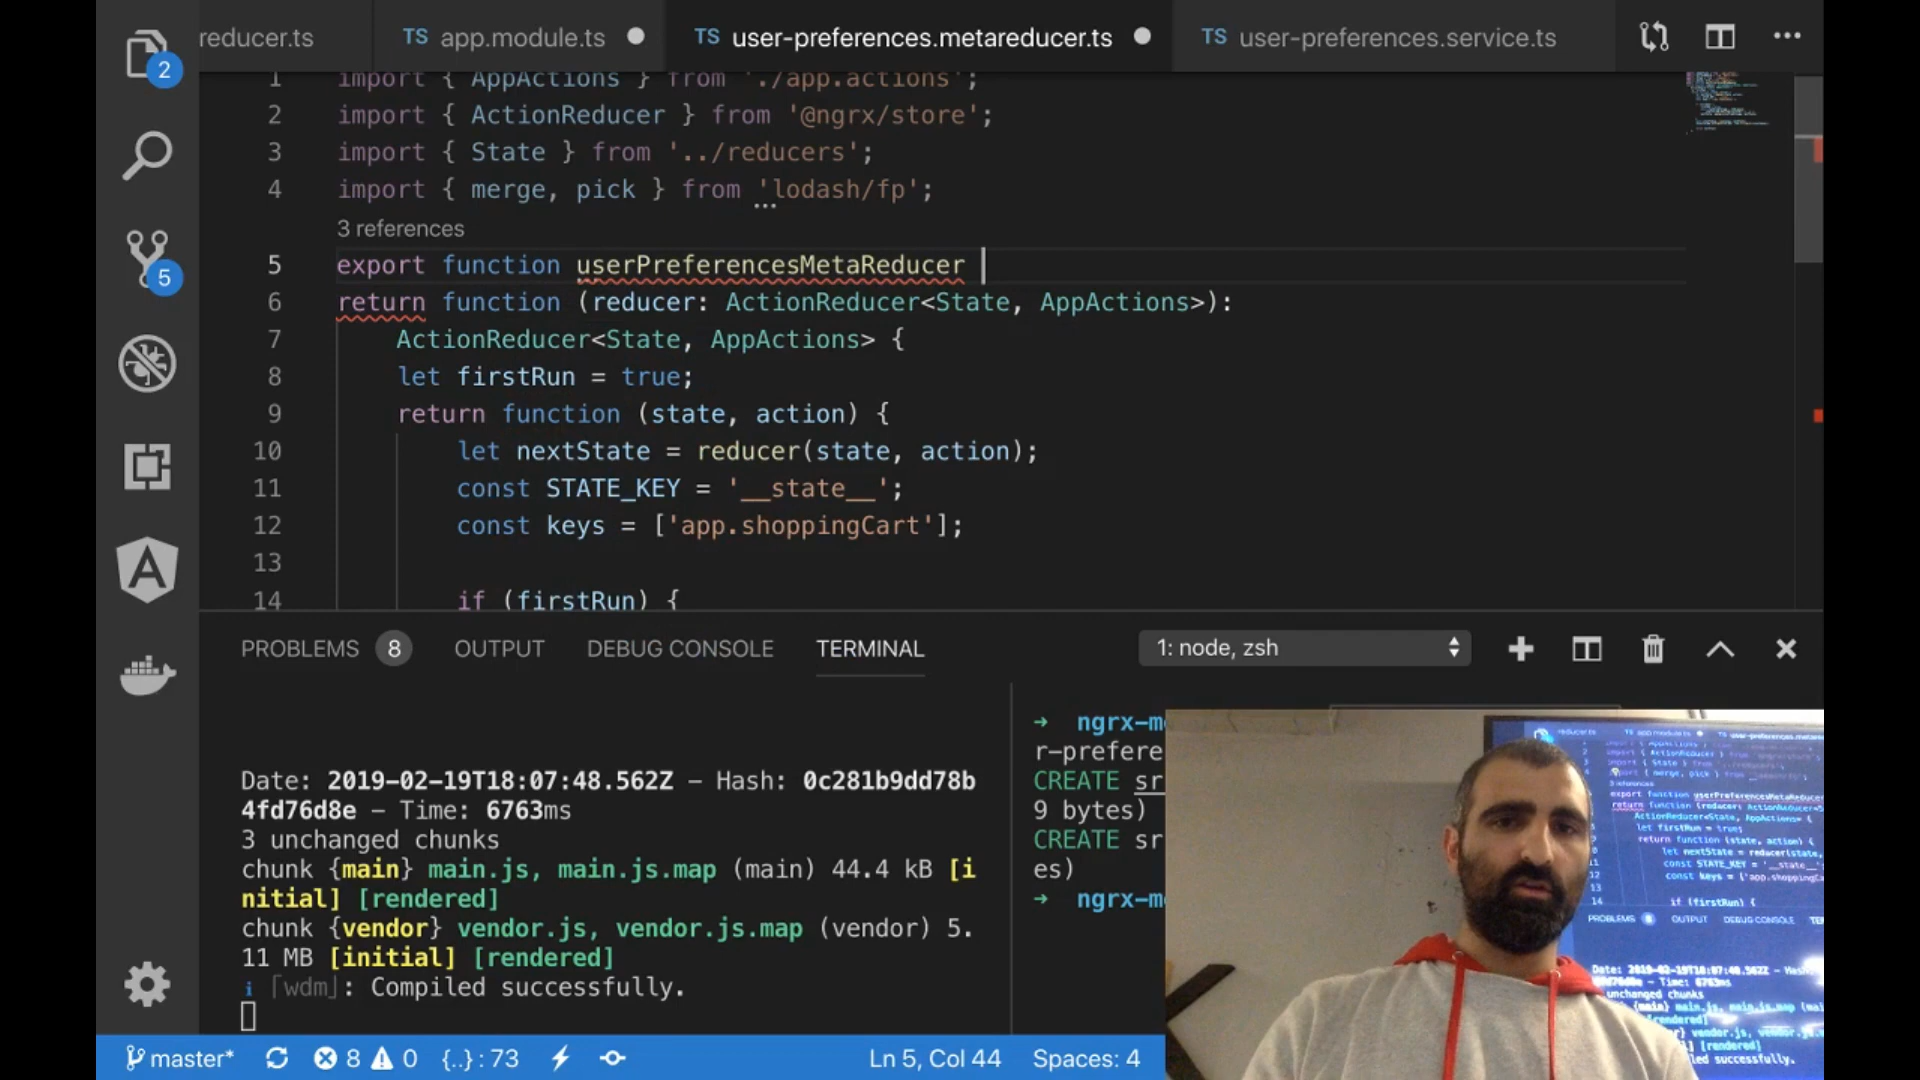 reducer.ts
TS app.module.ts
TS user-preferences.metareducer.ts
TS user-preferences.service.ts
2
5
1 import { AppActions } from './app.actions';
2 import { ActionReducer } from '@ngrx/store';
3 import { State } from '../reducers';
4 import { merge, pick } from 'lodash/fp';
3 references
5 export function userPreferencesMetaReducer
6 return function (reducer: ActionReducer<State, AppActions>):
7 ActionReducer<State, AppActions> {
8 let firstRun = true;
9 return function (state, action) {
10 let nextState = reducer(state, action);
11 const STATE_KEY = '__state__';
12 const keys = ['app.shoppingCart'];
13
14 if (firstRun) {
PROBLEMS 8 OUTPUT DEBUG CONSOLE TERMINAL 1: node, zsh
Date: 2019-02-19T18:07:48.562Z – Hash: 0c281b9dd78b
4fd76d8e – Time: 6763ms
3 unchanged chunks
chunk {main} main.js, main.js.map (main) 44.4 kB [i
nitial] [rendered]
chunk {vendor} vendor.js, vendor.js.map (vendor) 5.
11 MB [initial] [rendered]
i ｢wdm｣: Compiled successfully.
→ ngrx-m
r-prefere
CREATE sr
9 bytes)
CREATE sr
es)
→ ngrx-m
master* 8 0 {..} : 73 Ln 5, Col 44 Spaces: 4